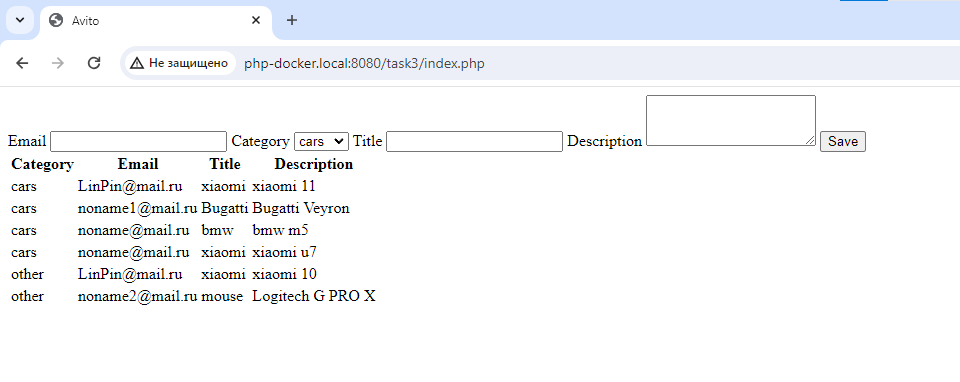 Avito
Не защищено php-docker.local:8080/task3/index.php
Email Category cars Title Description Save
Category Email Title Description
cars LinPin@mail.ru xiaomi xiaomi 11
cars noname1@mail.ru Bugatti Bugatti Veyron
cars noname@mail.ru bmw bmw m5
cars noname@mail.ru xiaomi xiaomi u7
other LinPin@mail.ru xiaomi xiaomi 10
other noname2@mail.ru mouse Logitech G PRO X